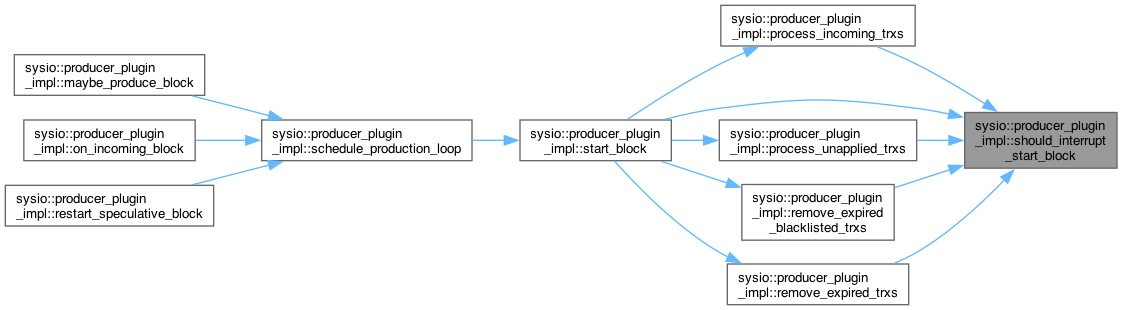 sysio::producer_plugin
_impl::maybe_produce_block
sysio::producer_plugin
_impl::on_incoming_block
sysio::producer_plugin
_impl::restart_speculative_block
sysio::producer_plugin
_impl::schedule_production_loop
sysio::producer_plugin
_impl::start_block
sysio::producer_plugin
_impl::process_incoming_trxs
sysio::producer_plugin
_impl::process_unapplied_trxs
sysio::producer_plugin
_impl::remove_expired
_blacklisted_trxs
sysio::producer_plugin
_impl::remove_expired_trxs
sysio::producer_plugin
_impl::should_interrupt
_start_block